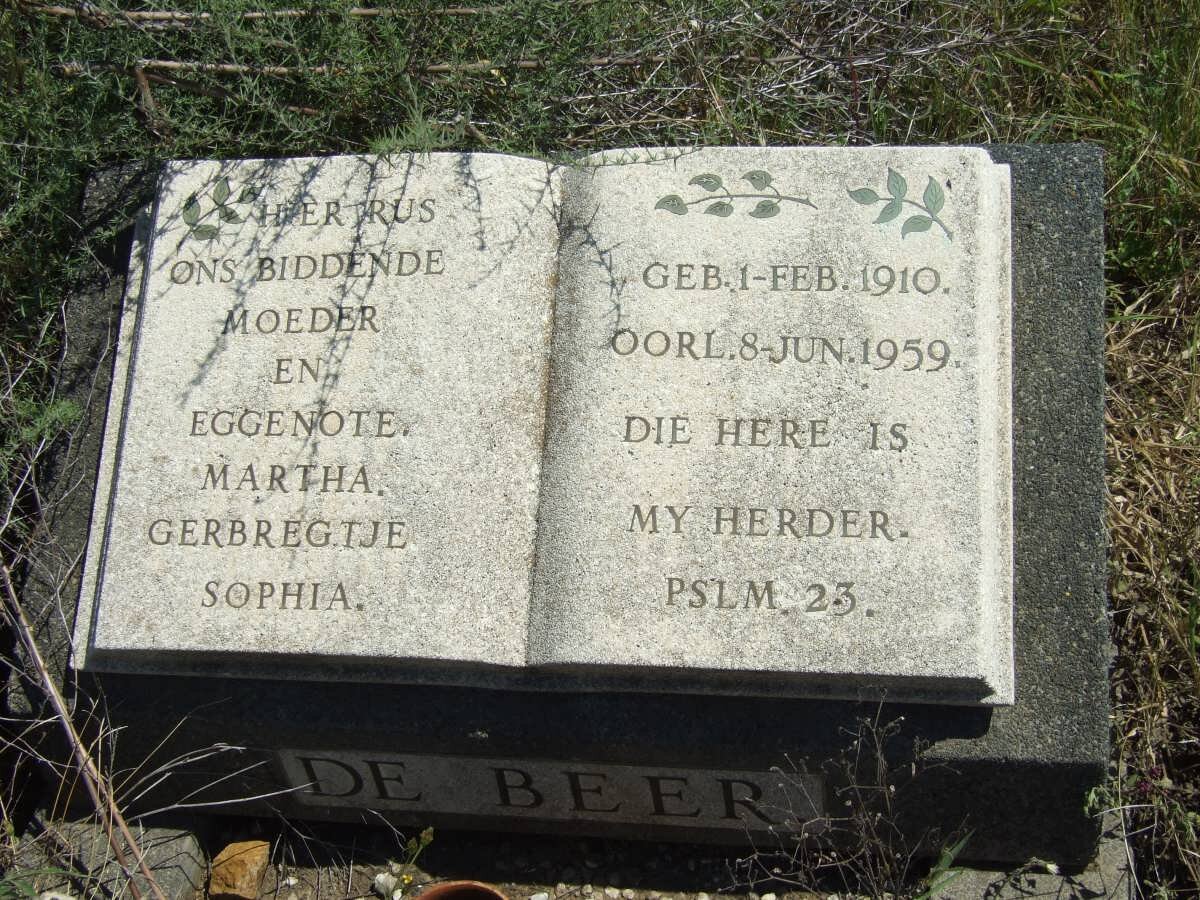 HIER RUS
ONS BIDDENDE
MOEDER
EN
EGGENOTE.
MARTHA.
GERBREGTJE
SOPHIA.
GEB.1-FEB.1910.
OORL.8-JUN.1959.
DIE HERE IS
MY HERDER.
PSLM. 23.
DE BEER